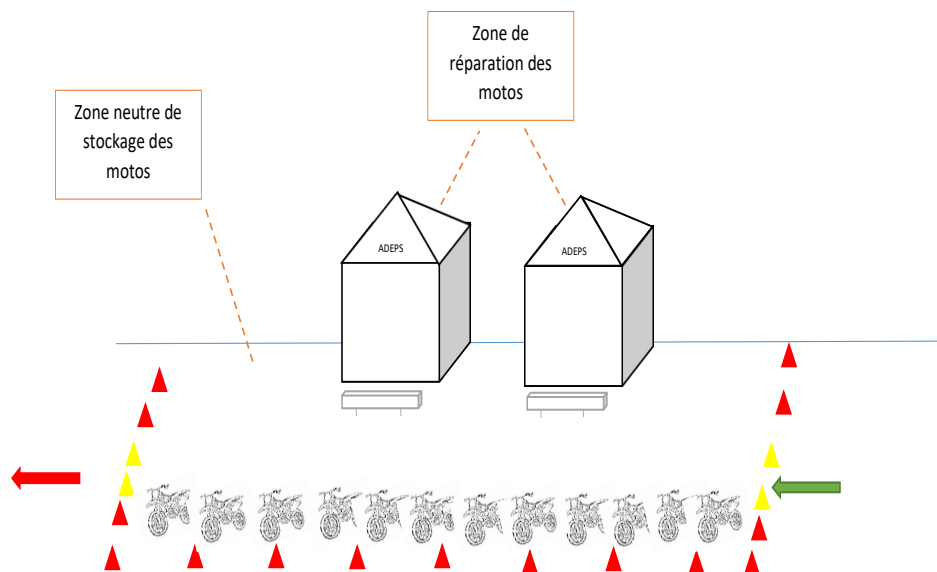 Zone de
réparation des
motos
Zone neutre de
stockage des
motos
ADEPS
ADEPS